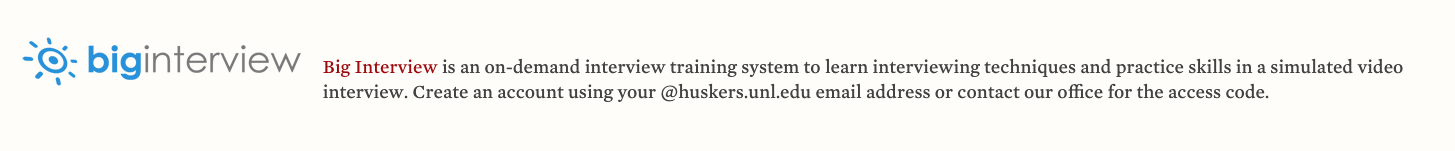 biginterview
Big Interview is an on-demand interview training system to learn interviewing techniques and practice skills in a simulated video
interview. Create an account using your @huskers.unl.edu email address or contact our office for the access code.